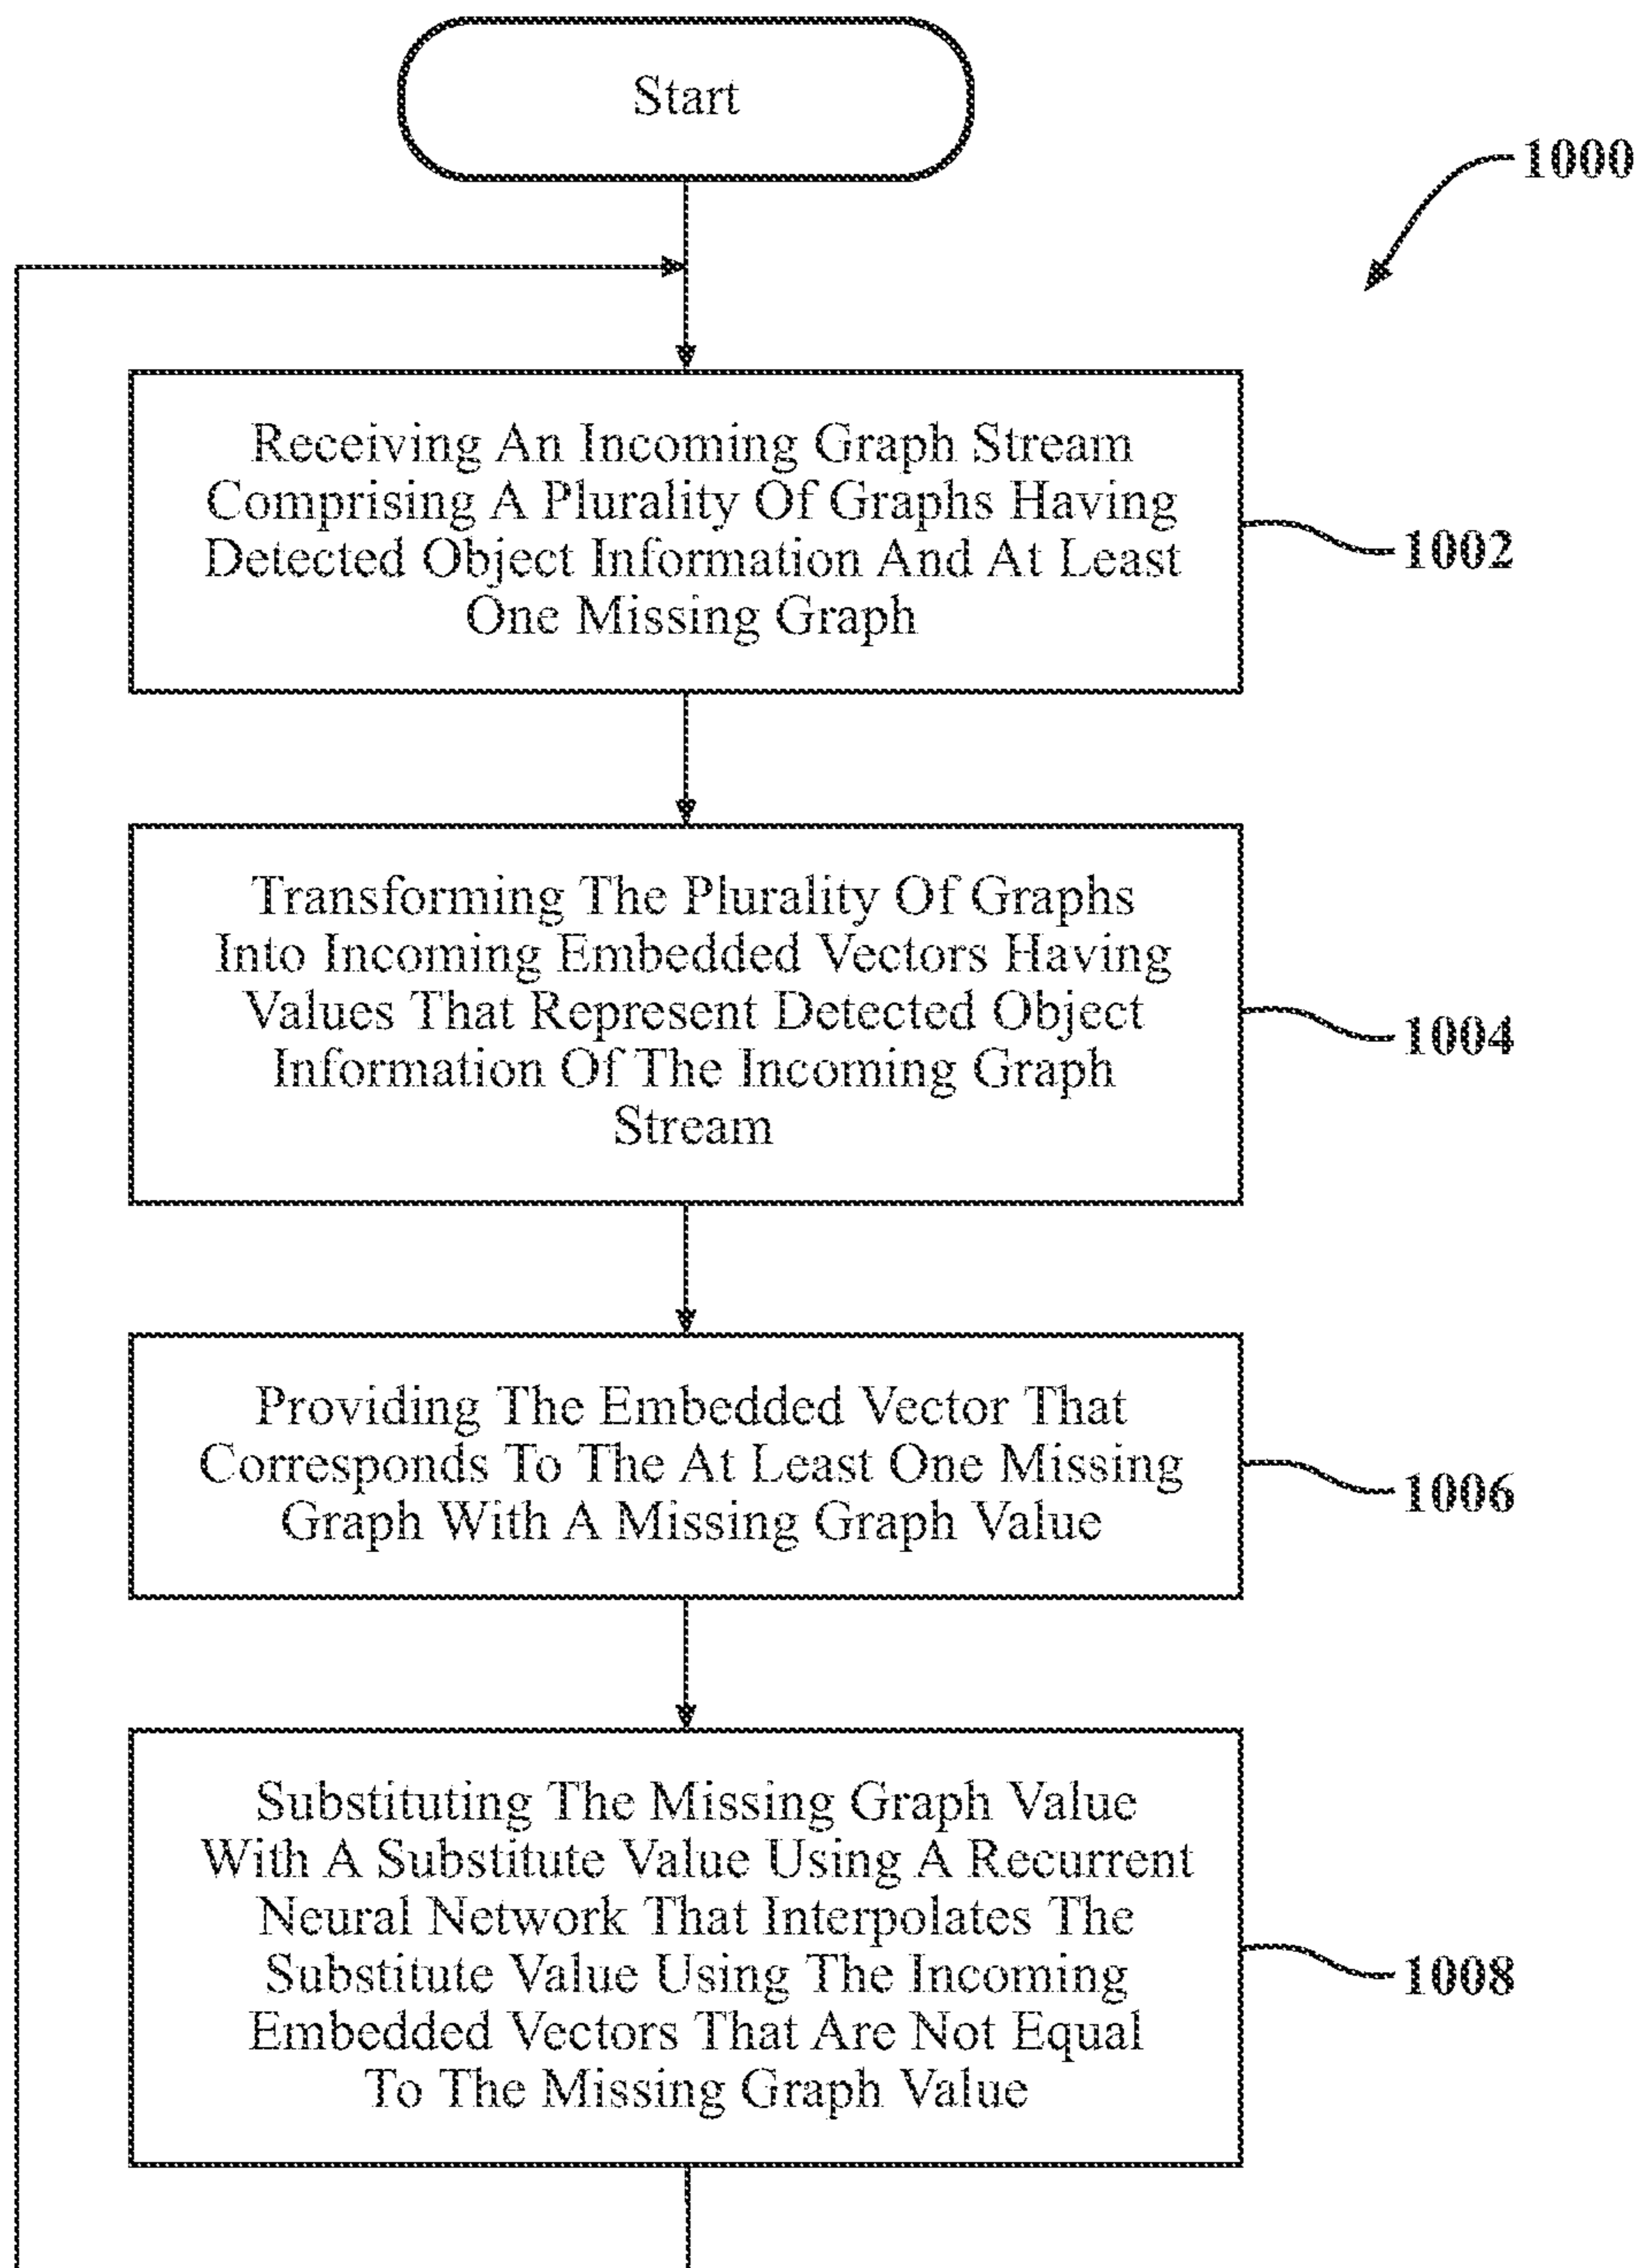 Start
1000
Receiving An Incoming Graph Stream
Comprising A Plurality Of Graphs Having
Detected Object Information And At Least
One Missing Graph
1002
Transforming The Plurality Of Graphs
Into Incoming Embedded Vectors Having
Values That Represent Detected Object
Information Of The Incoming Graph
Stream
1004
Providing The Embedded Vector That
Corresponds To The At Least One Missing
Graph With A Missing Graph Value
1006
Substituting The Missing Graph Value
With A Substitute Value Using A Recurrent
Neural Network That Interpolates The
Substitute Value Using The Incoming
Embedded Vectors That Are Not Equal
To The Missing Graph Value
1008